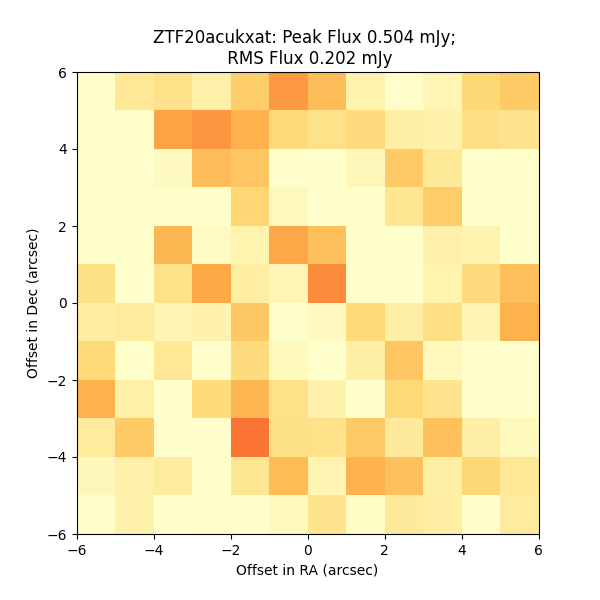 ZTF20acukxat: Peak Flux 0.504 mJy;
RMS Flux 0.202 mJy
6
4
2
0
−2
−4
−6
Offset in Dec (arcsec)
−6 −4 −2 0 2 4 6
Offset in RA (arcsec)